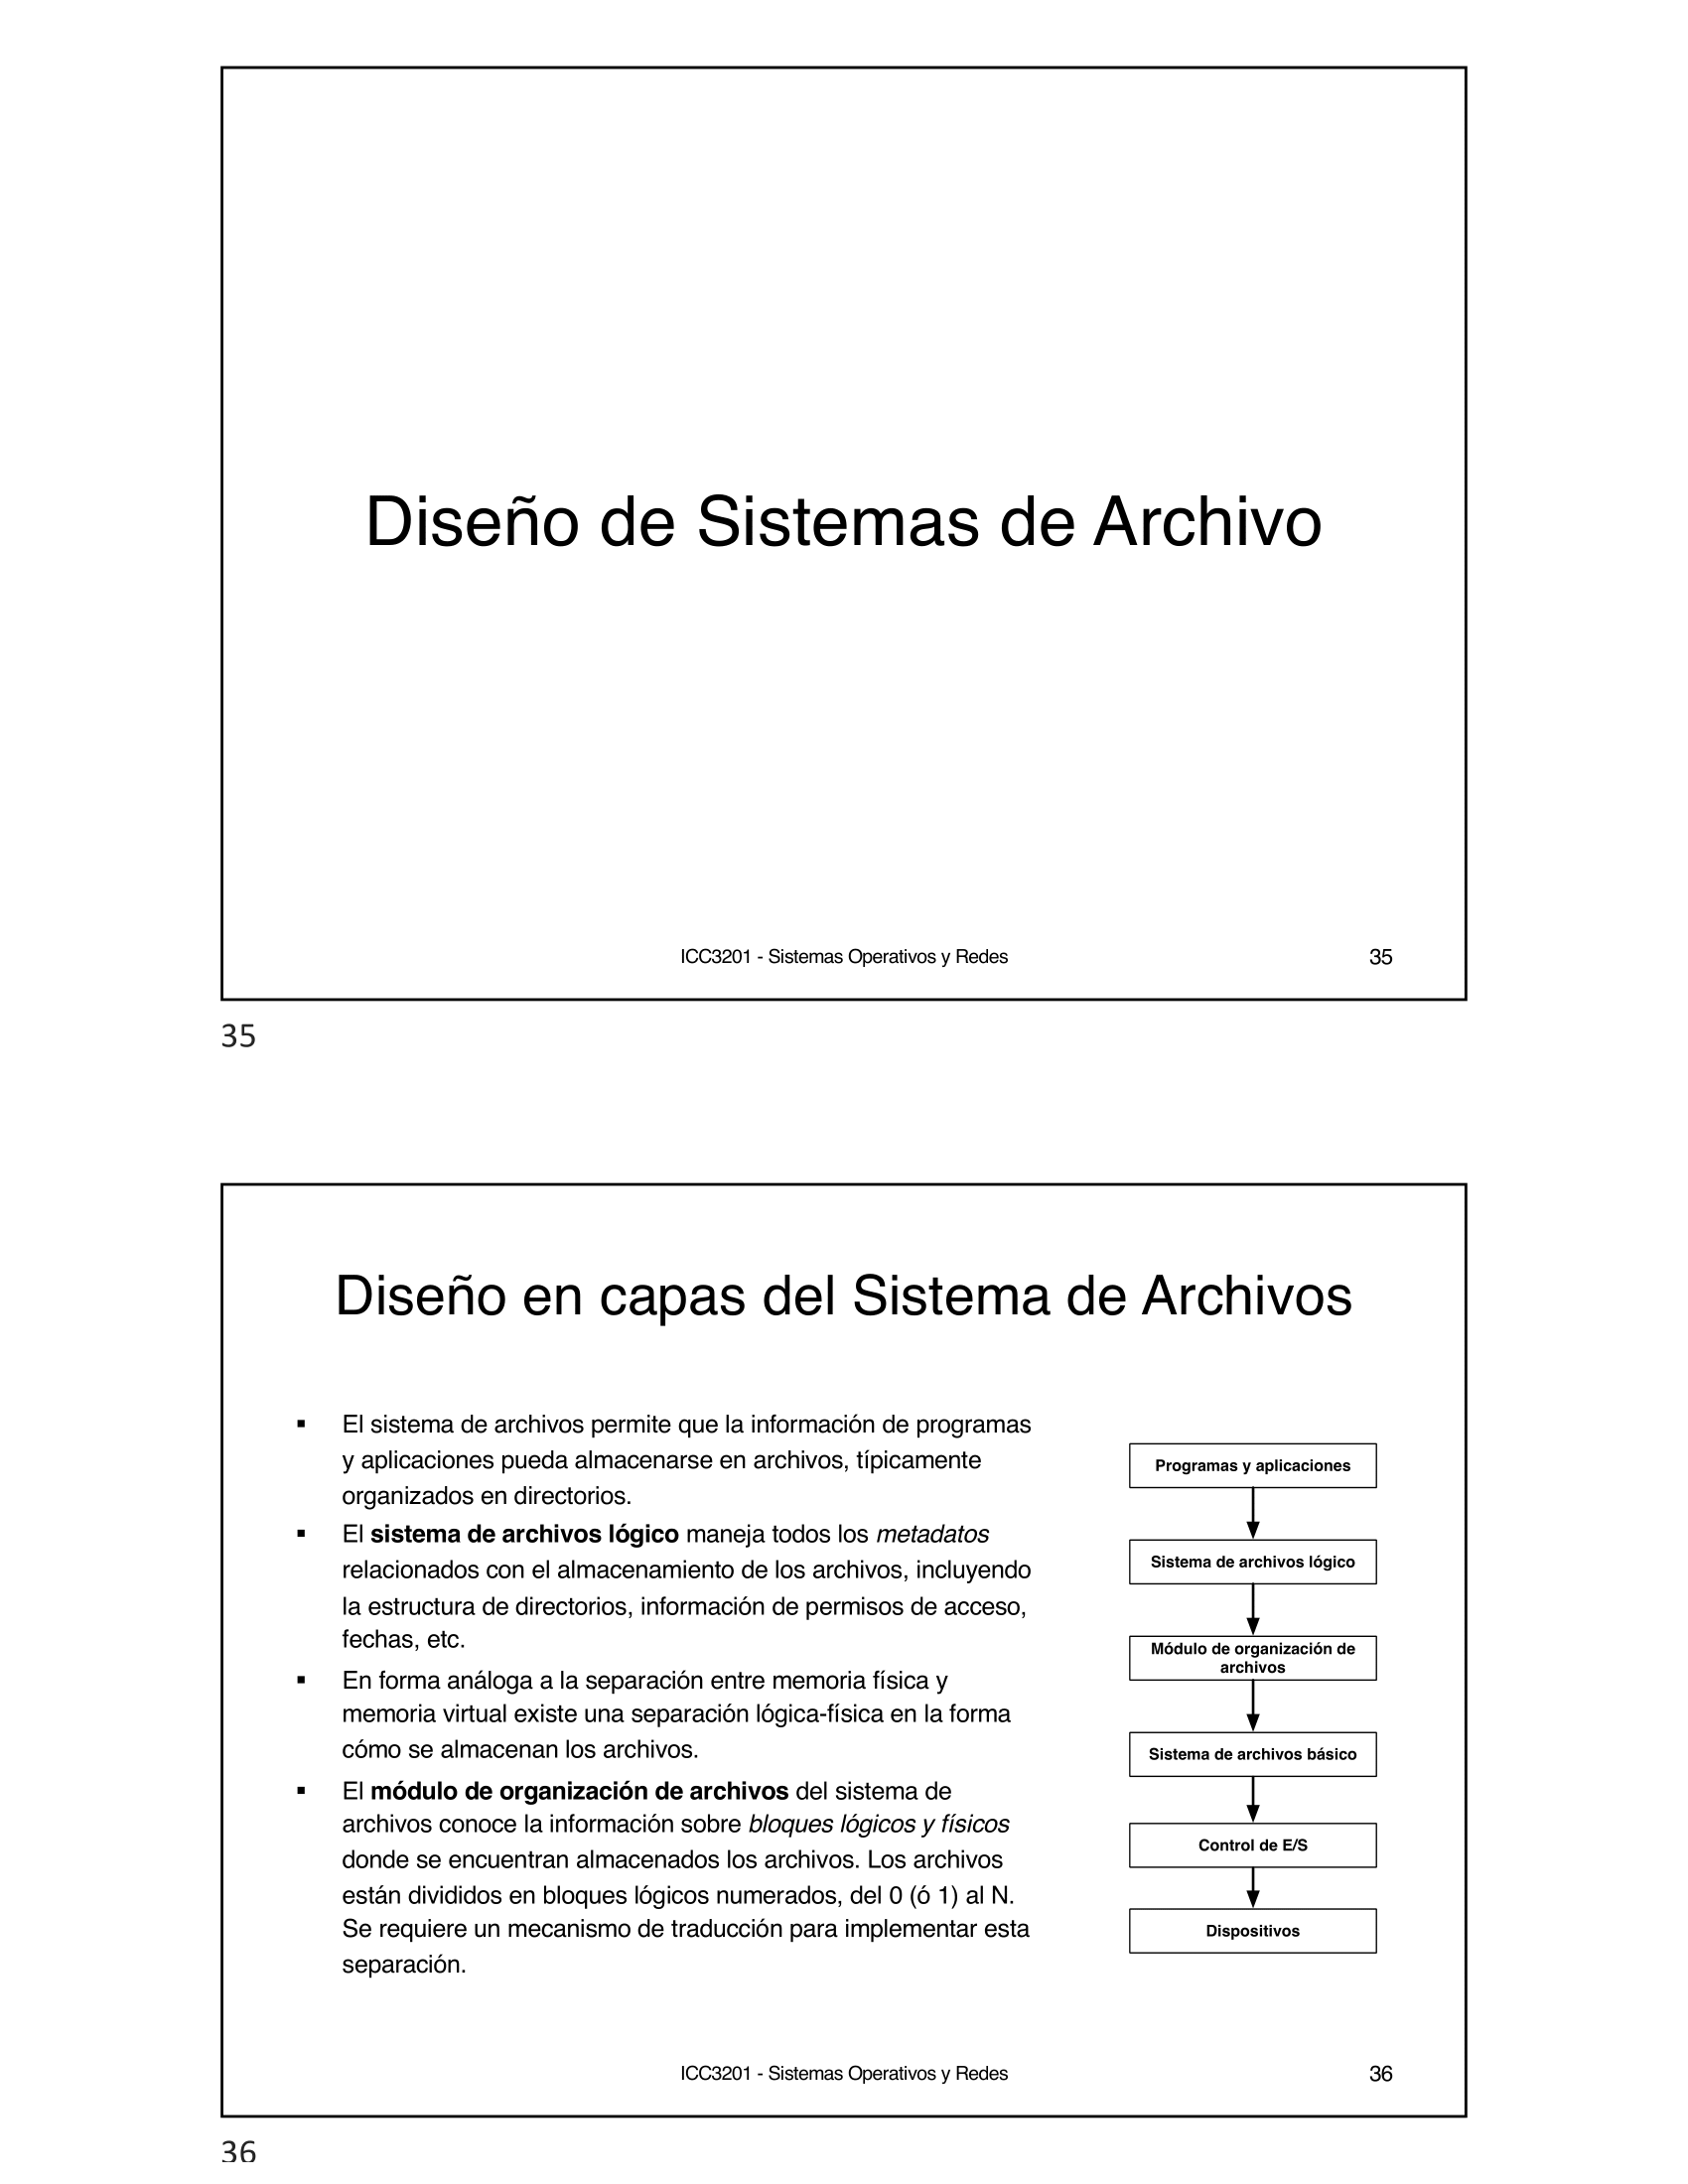 Diseño de Sistemas de Archivo
ICC3201 - Sistemas Operativos y Redes
35
35
Diseño en capas del Sistema de Archivos
▪ El sistema de archivos permite que la información de programas
y aplicaciones pueda almacenarse en archivos, típicamente
organizados en directorios.
▪ El sistema de archivos lógico maneja todos los metadatos
relacionados con el almacenamiento de los archivos, incluyendo
la estructura de directorios, información de permisos de acceso,
fechas, etc.
▪ En forma análoga a la separación entre memoria física y
memoria virtual existe una separación lógica-física en la forma
cómo se almacenan los archivos.
▪ El módulo de organización de archivos del sistema de
archivos conoce la información sobre bloques lógicos y físicos
donde se encuentran almacenados los archivos. Los archivos
están divididos en bloques lógicos numerados, del 0 (ó 1) al N.
Se requiere un mecanismo de traducción para implementar esta
separación.
Programas y aplicaciones
Sistema de archivos lógico
Módulo de organización de
archivos
Sistema de archivos básico
Control de E/S
Dispositivos
ICC3201 - Sistemas Operativos y Redes
36
36